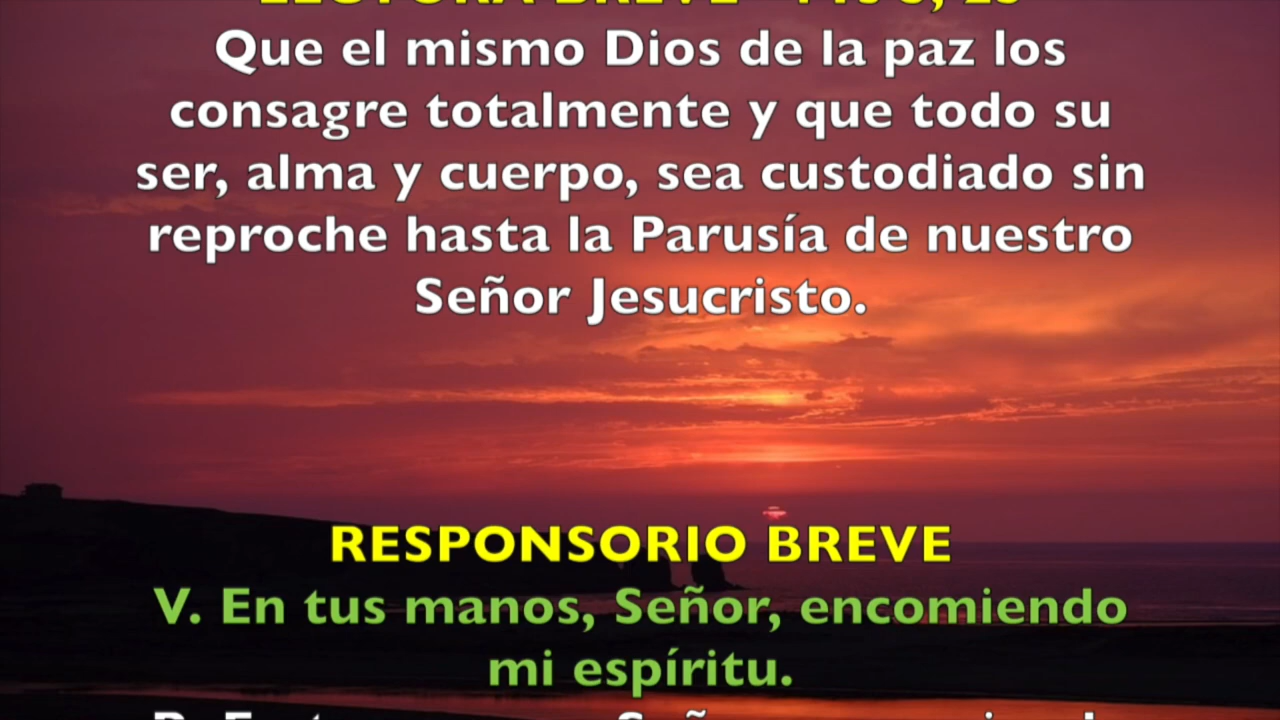 Que el mismo Dios de la paz los
consagre totalmente y que todo su
ser, alma y cuerpo, sea custodiado sin
reproche hasta la Parusía de nuestro
Señor Jesucristo.
RESPONSORIO BREVE
V. En tus manos, Señor, encomiendo
mi espíritu.